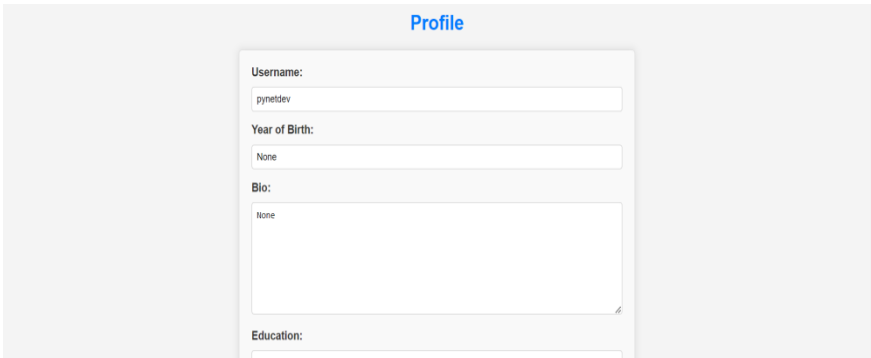 Profile
Username:
pynetdev
Year of Birth:
None
Bio:
None
Education: